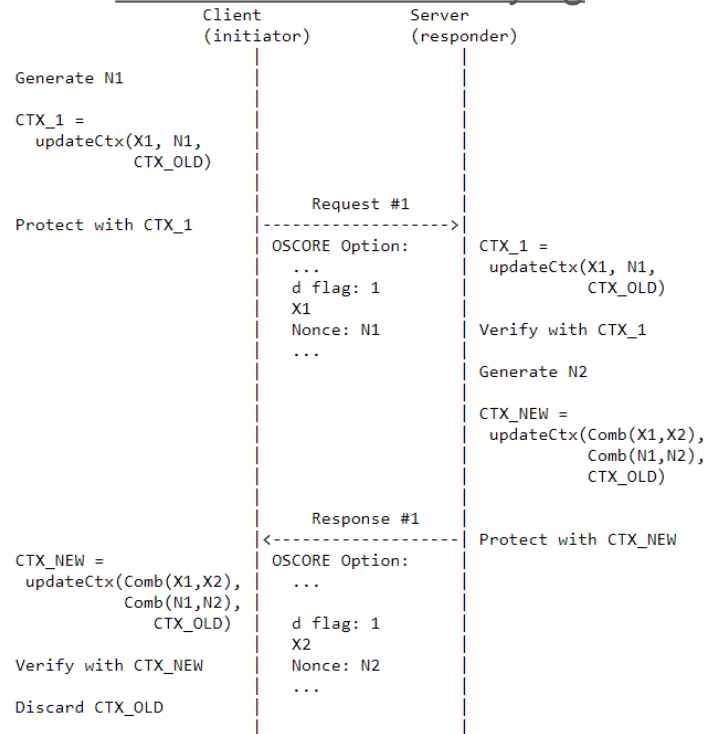 Client Server
(initiator) (responder)
Generate N1
CTX_1 =
updateCtx(X1, N1,
CTX_OLD)
Request #1
Protect with CTX_1 |------------------->|
OSCORE Option: CTX_1 =
... updateCtx(X1, N1,
d flag: 1 CTX_OLD)
X1
Nonce: N1 Verify with CTX_1
...
Generate N2
CTX_NEW =
updateCtx(Comb(X1,X2),
Comb(N1,N2),
CTX_OLD)
Response #1
|<-------------------| Protect with CTX_NEW
CTX_NEW = OSCORE Option:
updateCtx(Comb(X1,X2), ...
Comb(N1,N2),
CTX_OLD) d flag: 1
X2
Verify with CTX_NEW Nonce: N2
...
Discard CTX_OLD